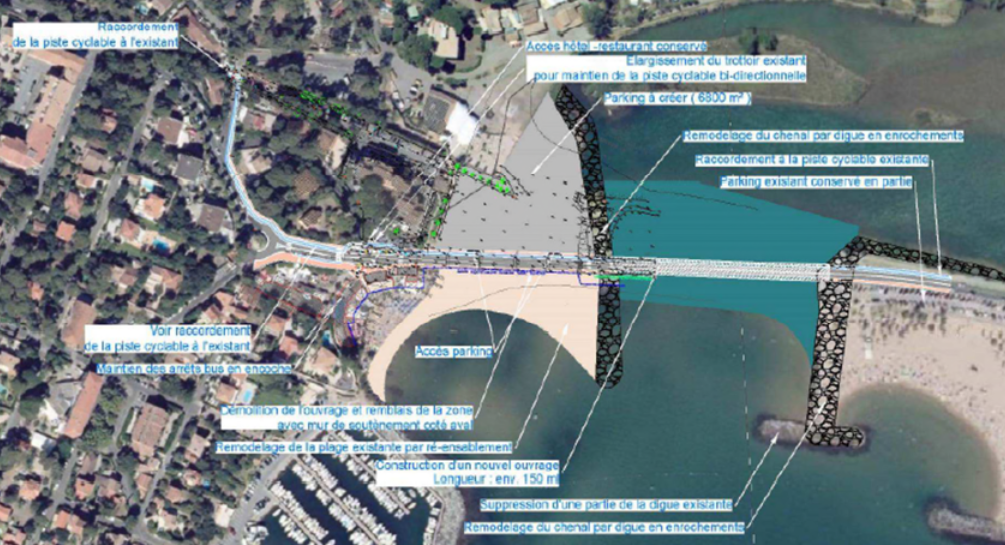 Raccordement
de la piste cyclable à l'existant
Accès hôtel -restaurant conservé
Elargissement du trottoir existant
pour maintien de la piste cyclable bi-directionnelle
Parking à créer ( 6800 m² )
Remodelage du chenal par digue en enrochements
Raccordement à la piste cyclable existante
Parking existant conservé en partie
Voir raccordement
de la piste cyclable à l'existant
Maintien des arrêts bus en encoche
Accès parking
Démolition de l'ouvrage et remblais de la zone
avec mur de soutènement coté aval
Remodelage de la plage existante par ré-ensablement
Construction d'un nouvel ouvrage
Longueur : env. 150 ml
Suppression d'une partie de la digue existante
Remodelage du chenal par digue en enrochements